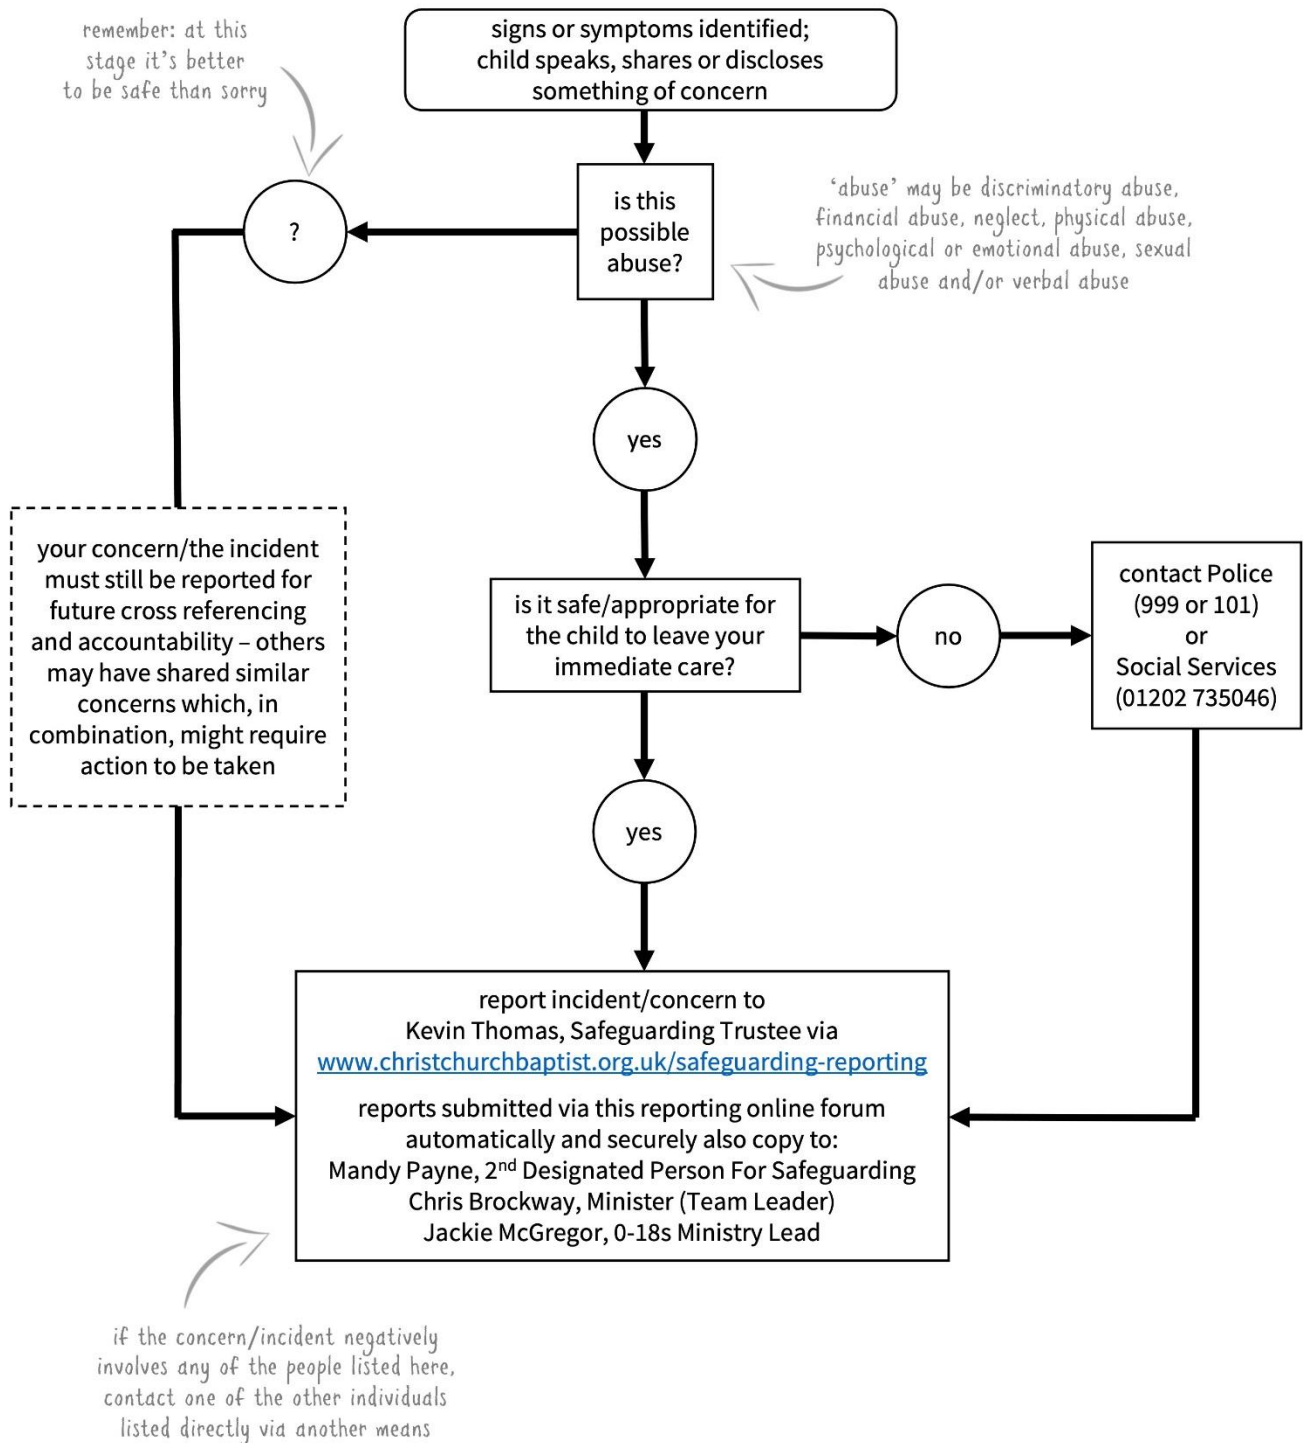 remember: at this
stage it's better
to be safe than sorry
signs or symptoms identified;
child speaks, shares or discloses
something of concern
is this
possible
abuse?
?
'abuse' may be discriminatory abuse,
financial abuse, neglect, physical abuse,
psychological or emotional abuse, sexual
abuse and/or verbal abuse
yes
your concern/the incident
must still be reported for
future cross referencing
and accountability – others
may have shared similar
concerns which, in
combination, might require
action to be taken
is it safe/appropriate for
the child to leave your
immediate care?
no
contact Police
(999 or 101)
or
Social Services
(01202 735046)
yes
report incident/concern to
Kevin Thomas, Safeguarding Trustee via
www.christchurchbaptist.org.uk/safeguarding-reporting
reports submitted via this reporting online forum
automatically and securely also copy to:
Mandy Payne, 2nd Designated Person For Safeguarding
Chris Brockway, Minister (Team Leader)
Jackie McGregor, 0-18s Ministry Lead
if the concern/incident negatively
involves any of the people listed here,
contact one of the other individuals
listed directly via another means